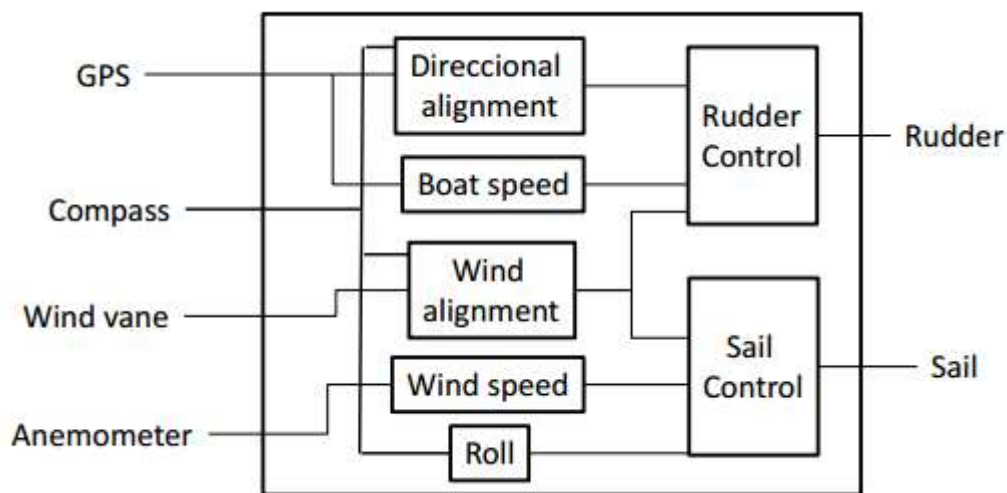 GPS
Compass
Wind vane
Anemometer
Direccional
alignment
Boat speed
Wind
alignment
Wind speed
Roll
Rudder
Control
Sail
Control
Rudder
Sail